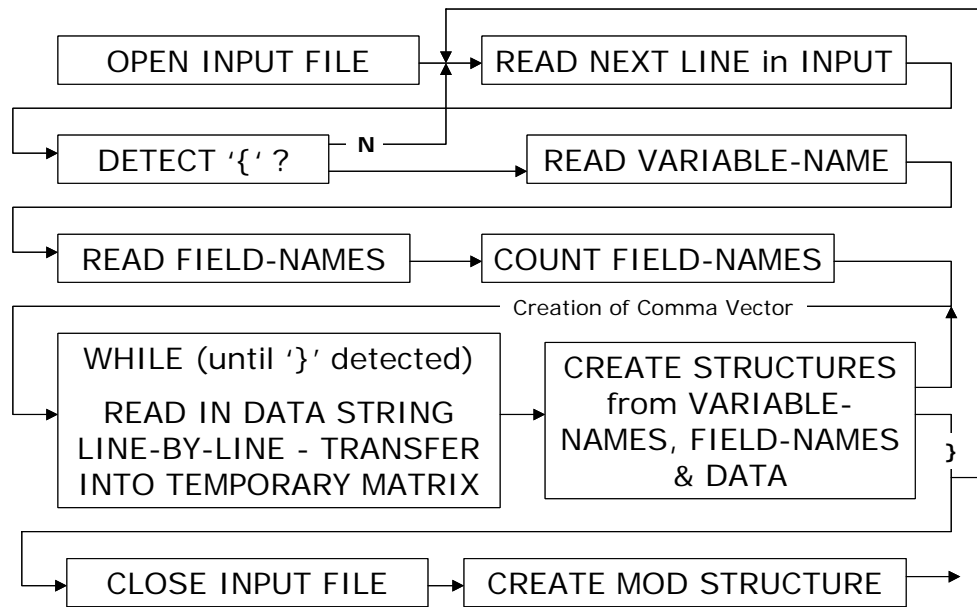 OPEN INPUT FILE
READ NEXT LINE in INPUT
DETECT ‘{‘ ?
N
READ VARIABLE-NAME
READ FIELD-NAMES
COUNT FIELD-NAMES
Creation of Comma Vector
WHILE (until ‘}’ detected)
READ IN DATA STRING
LINE-BY-LINE - TRANSFER
INTO TEMPORARY MATRIX
CREATE STRUCTURES
from VARIABLE-
NAMES, FIELD-NAMES
& DATA
}
CLOSE INPUT FILE
CREATE MOD STRUCTURE